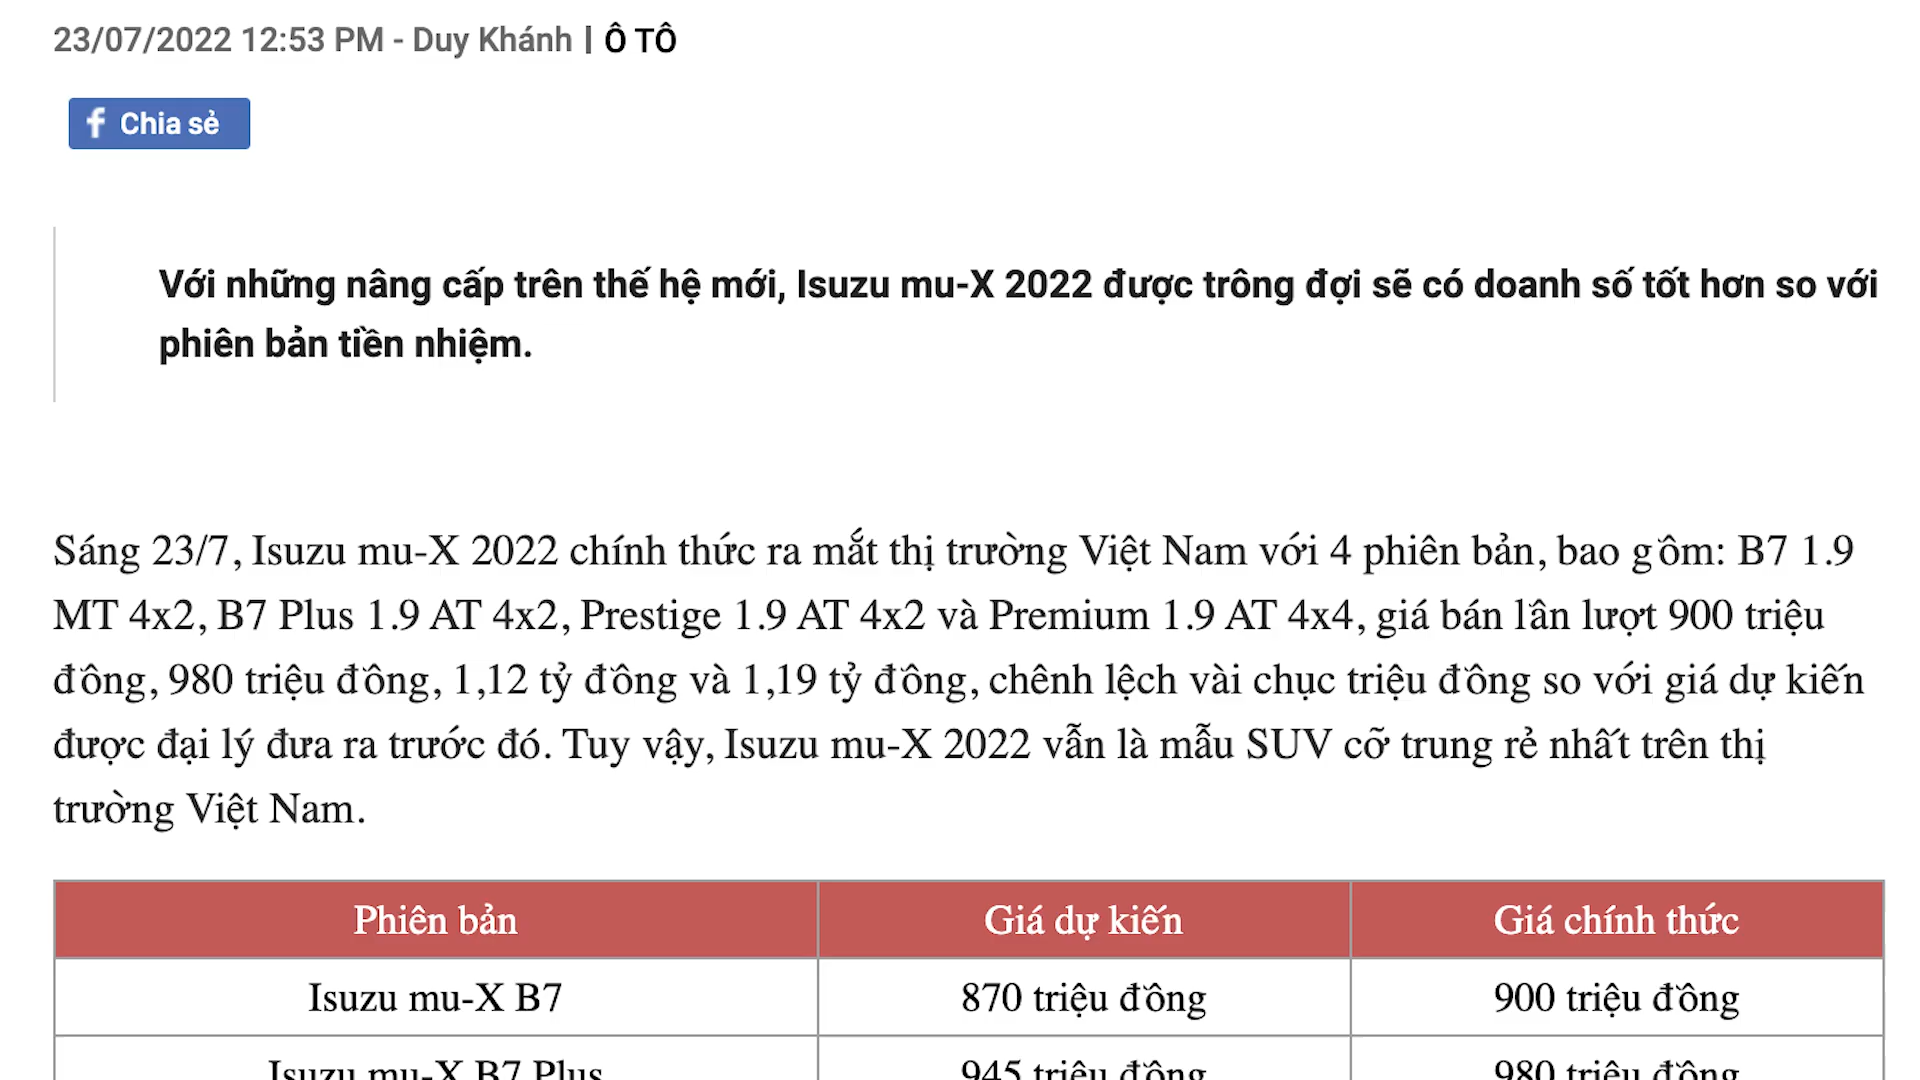 23/07/2022 12:53 PM - Duy Khánh | Ô TÔ
f Chia sẻ
Với những nâng cấp trên thế hệ mới, Isuzu mu-X 2022 được trông đợi sẽ có doanh số tốt hơn so với
phiên bản tiền nhiệm.
Sáng 23/7, Isuzu mu-X 2022 chính thức ra mắt thị trường Việt Nam với 4 phiên bản, bao gồm: B7 1.9
MT 4x2, B7 Plus 1.9 AT 4x2, Prestige 1.9 AT 4x2 và Premium 1.9 AT 4x4, giá bán lần lượt 900 triệu
đồng, 980 triệu đồng, 1,12 tỷ đồng và 1,19 tỷ đồng, chênh lệch vài chục triệu đồng so với giá dự kiến
được đại lý đưa ra trước đó. Tuy vậy, Isuzu mu-X 2022 vẫn là mẫu SUV cỡ trung rẻ nhất trên thị
trường Việt Nam.
Phiên bản Giá dự kiến Giá chính thức
Isuzu mu-X B7 870 triệu đồng 900 triệu đồng
Isuzu mu-X B7 Plus 945 triệu đồng 980 triệu đồng